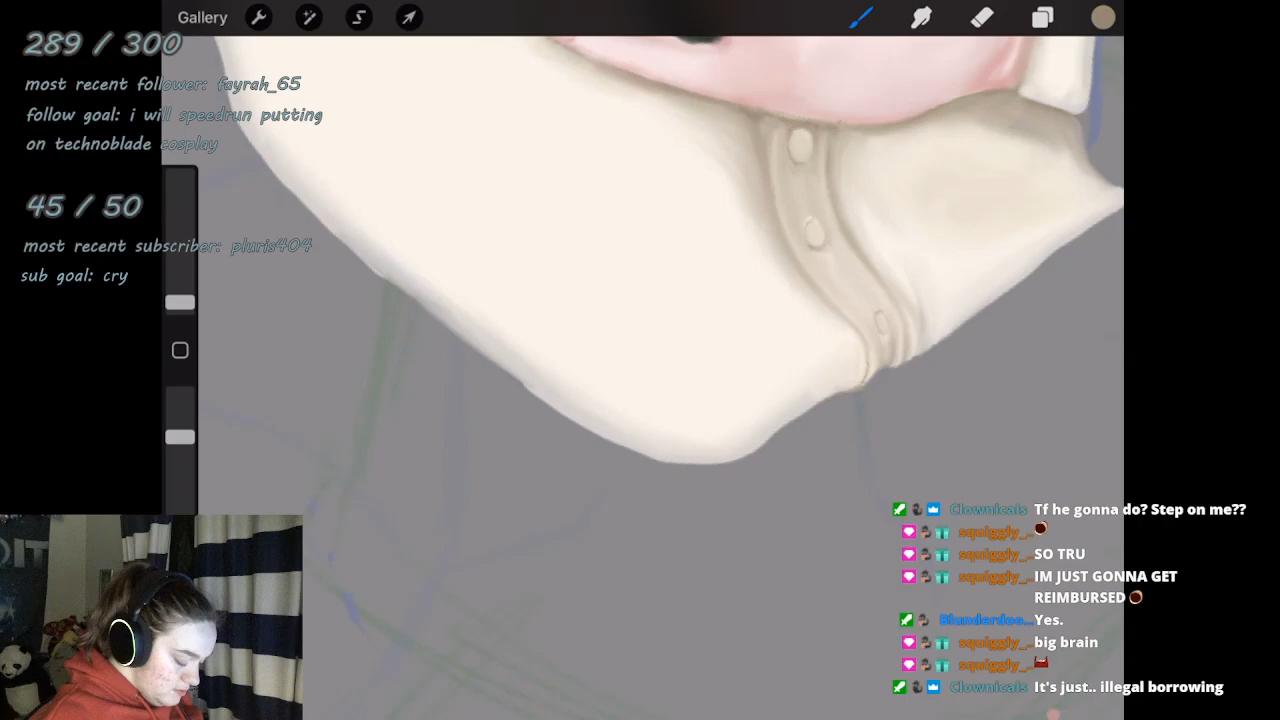 Gallery
289 / 300
most recent follower: fayrah_65
follow goal: i will speedrun putting
on technoblade cosplay
45 / 50
most recent subscriber: pluris404
sub goal: cry
Clownicals Tf he gonna do? Step on me??
squiggly_...
squiggly_... SO TRU
squiggly_... IM JUST GONNA GET
REIMBURSED
Blunderdoo... Yes.
squiggly_... big brain
squiggly_...
Clownicals It's just.. illegal borrowing